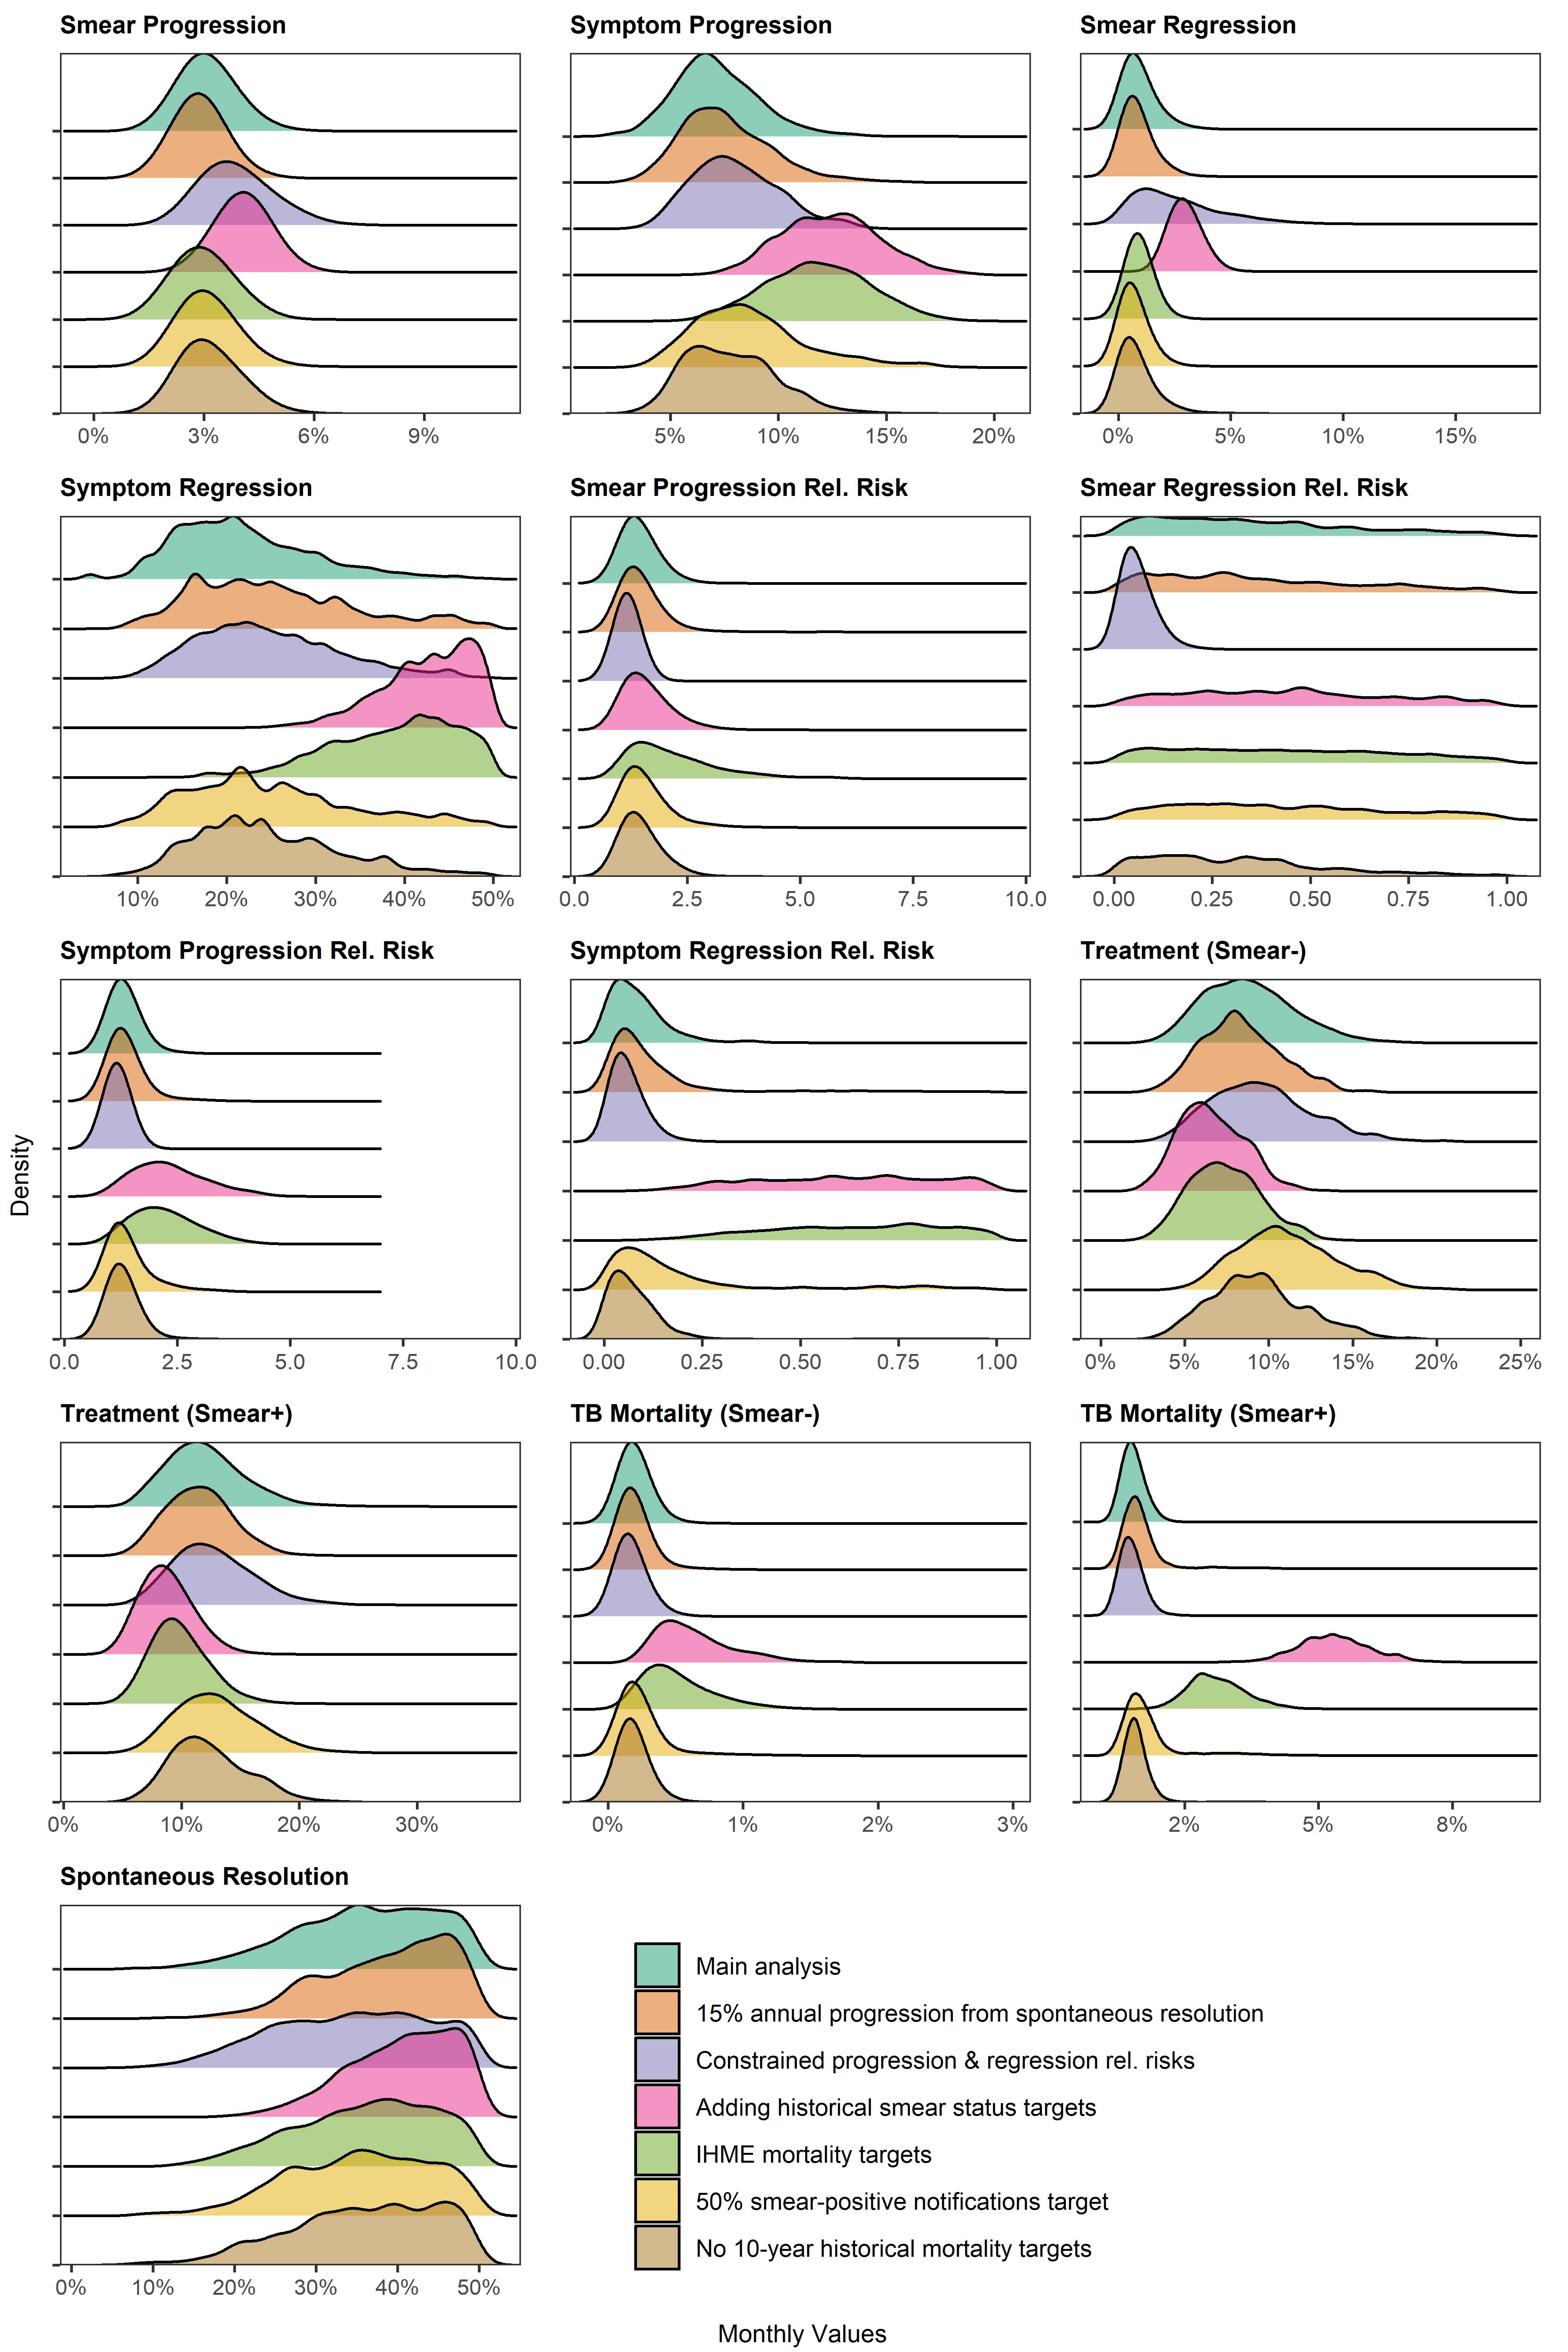 Smear Progression
Symptom Progression
Smear Regression
0% 3% 6% 9%
5% 10% 15% 20%
0% 5% 10% 15%
Symptom Regression
Smear Progression Rel. Risk
Smear Regression Rel. Risk
10% 20% 30% 40% 50%
0.0 2.5 5.0 7.5 10.0
0.00 0.25 0.50 0.75 1.00
Symptom Progression Rel. Risk
Symptom Regression Rel. Risk
Treatment (Smear-)
0.0 2.5 5.0 7.5 10.0
0.00 0.25 0.50 0.75 1.00
0% 5% 10% 15% 20% 25%
Density
Treatment (Smear+)
TB Mortality (Smear-)
TB Mortality (Smear+)
0% 10% 20% 30%
0% 1% 2% 3%
2% 5% 8%
Spontaneous Resolution
0% 10% 20% 30% 40% 50%
Main analysis
15% annual progression from spontaneous resolution
Constrained progression & regression rel. risks
Adding historical smear status targets
IHME mortality targets
50% smear-positive notifications target
No 10-year historical mortality targets
Monthly Values